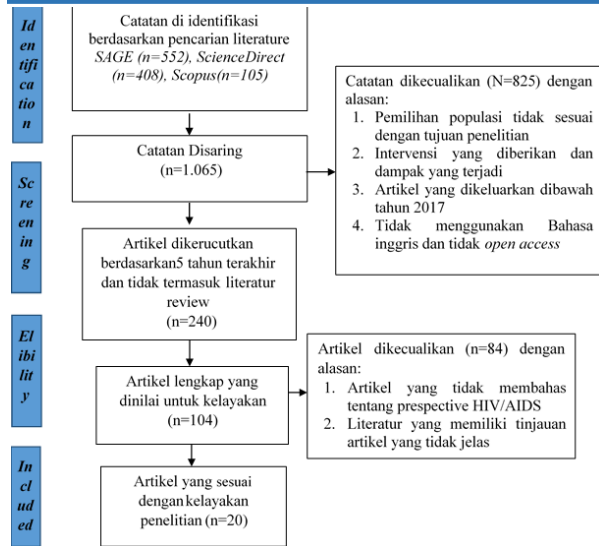 Id
en
tifi
ca
tio
n
Catatan di identifikasi
berdasarkan pencarian literature
SAGE (n=552), ScienceDirect
(n=408), Scopus(n=105)
Catatan Disaring
(n=1.065)
Catatan dikecualikan (N=825) dengan
alasan:
1. Pemilihan populasi tidak sesuai
dengan tujuan penelitian
2. Intervensi yang diberikan dan
dampak yang terjadi
3. Artikel yang dikeluarkan dibawah
tahun 2017
4. Tidak menggunakan Bahasa
inggris dan tidak open access
Sc
re
en
in
g
Artikel dikerucutkan
berdasarkan5 tahun terakhir
dan tidak termasuk literatur
review
(n=240)
El
ibi
lit
y
Artikel lengkap yang
dinilai untuk kelayakan
(n=104)
Artikel dikecualikan (n=84) dengan
alasan:
1. Artikel yang tidak membahas
tentang prespective HIV/AIDS
2. Literatur yang memiliki tinjauan
artikel yang tidak jelas
In
cl
ud
ed
Artikel yang sesuai
dengan kelayakan
penelitian (n=20)